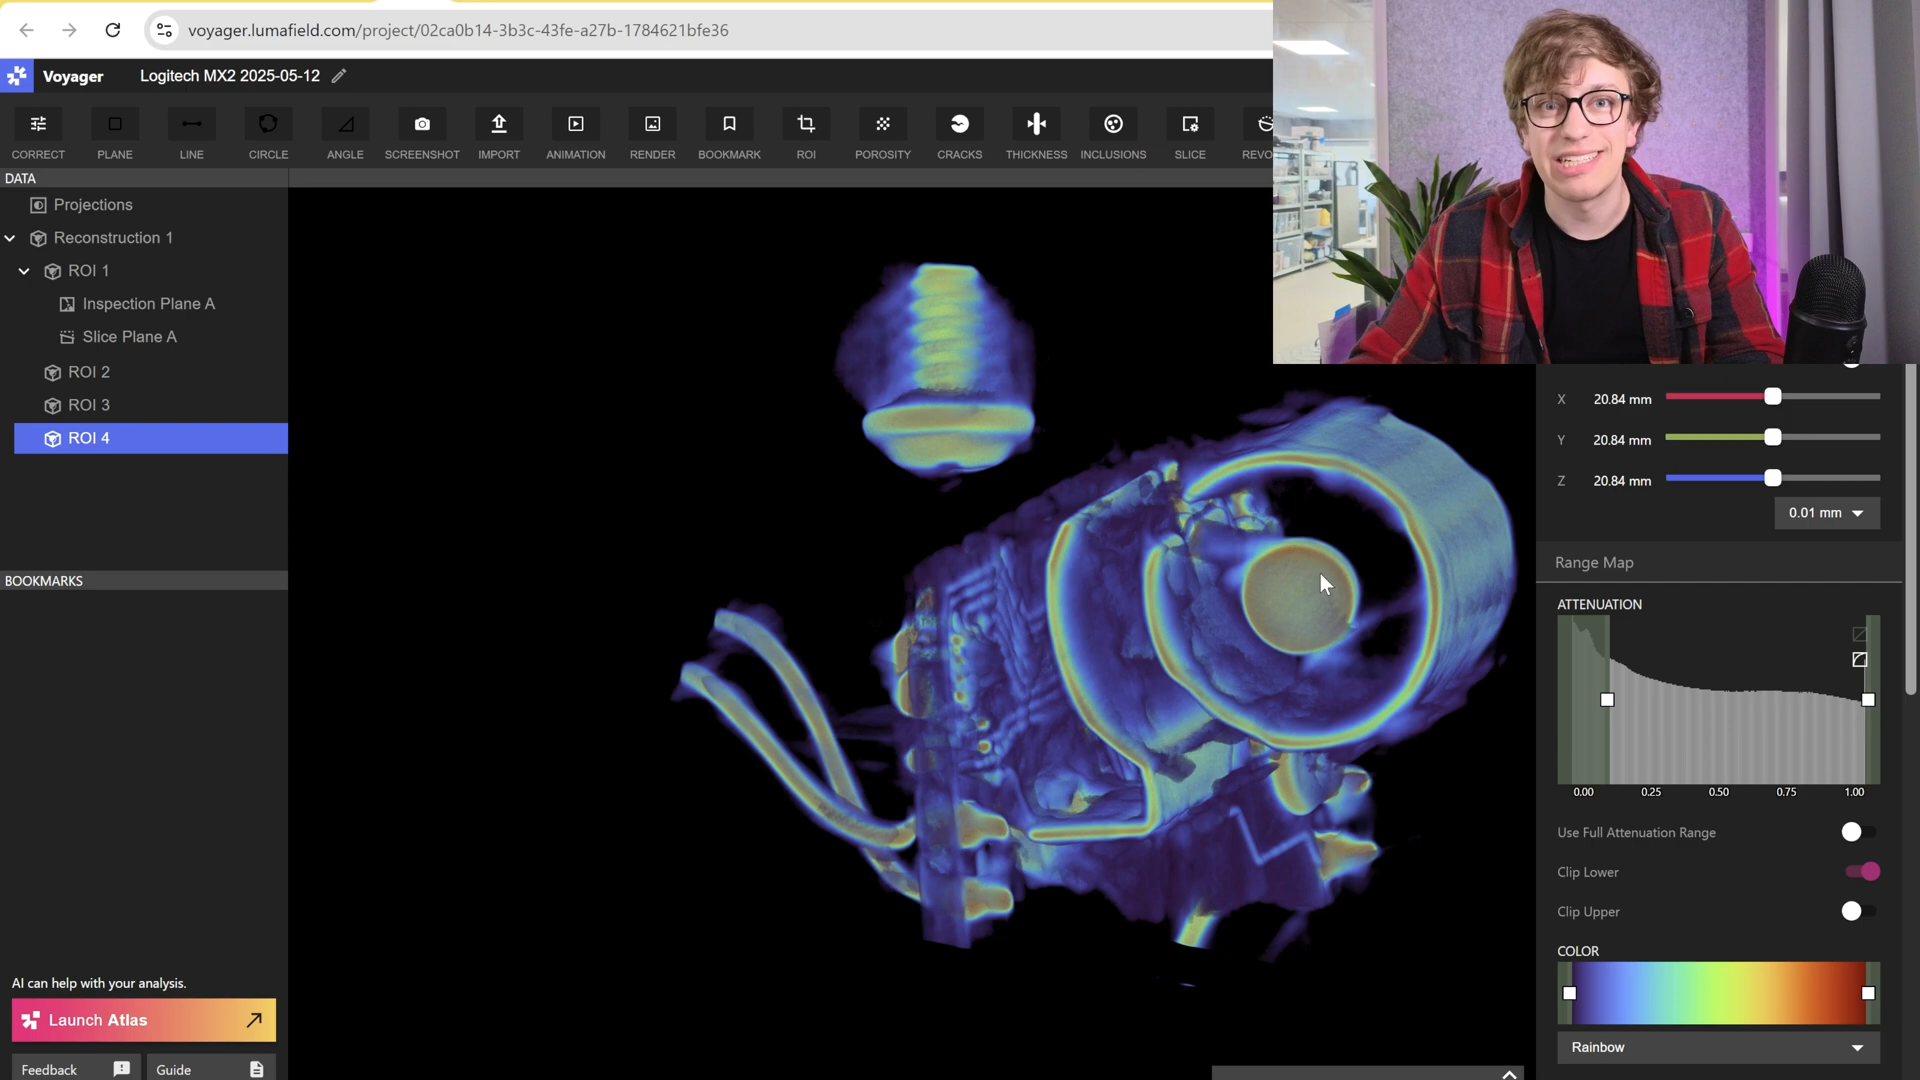 voyager.lumafield.com/project/02ca0b14-3b3c-43fe-a27b-1784621bfe36
Voyager
Logitech MX2 2025-05-12
CORRECT PLANE LINE CIRCLE ANGLE SCREENSHOT IMPORT ANIMATION RENDER BOOKMARK ROI POROSITY CRACKS THICKNESS INCLUSIONS SLICE
DATA
Projections
Reconstruction 1
ROI 1
Inspection Plane A
Slice Plane A
ROI 2
ROI 3
ROI 4
BOOKMARKS
AI can help with your analysis.
Launch Atlas
Feedback
Guide
X 20.84 mm
Y 20.84 mm
Z 20.84 mm
0.01 mm
Range Map
ATTENUATION
0.00 0.25 0.50 0.75 1.00
Use Full Attenuation Range
Clip Lower
Clip Upper
COLOR
Rainbow